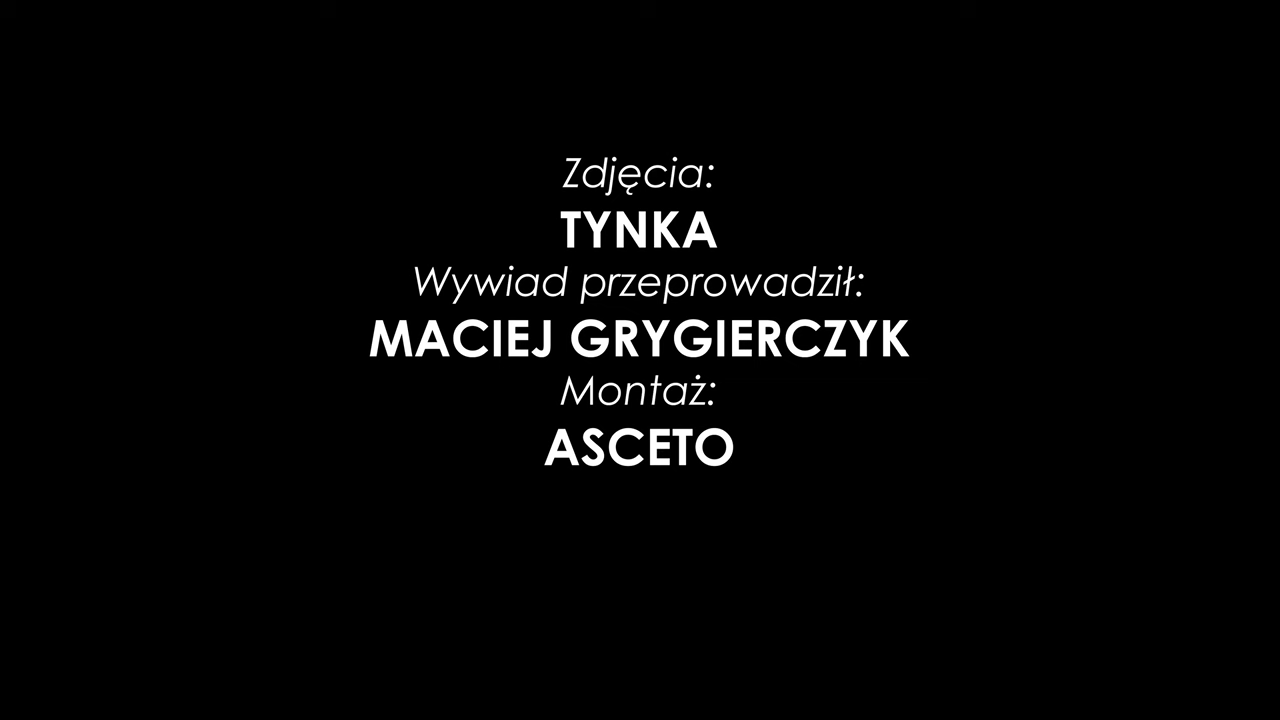 Zdjęcia:
TYNKA
Wywiad przeprowadził:
MACIEJ GRYGIERCZYK
Montaż:
ASCETO